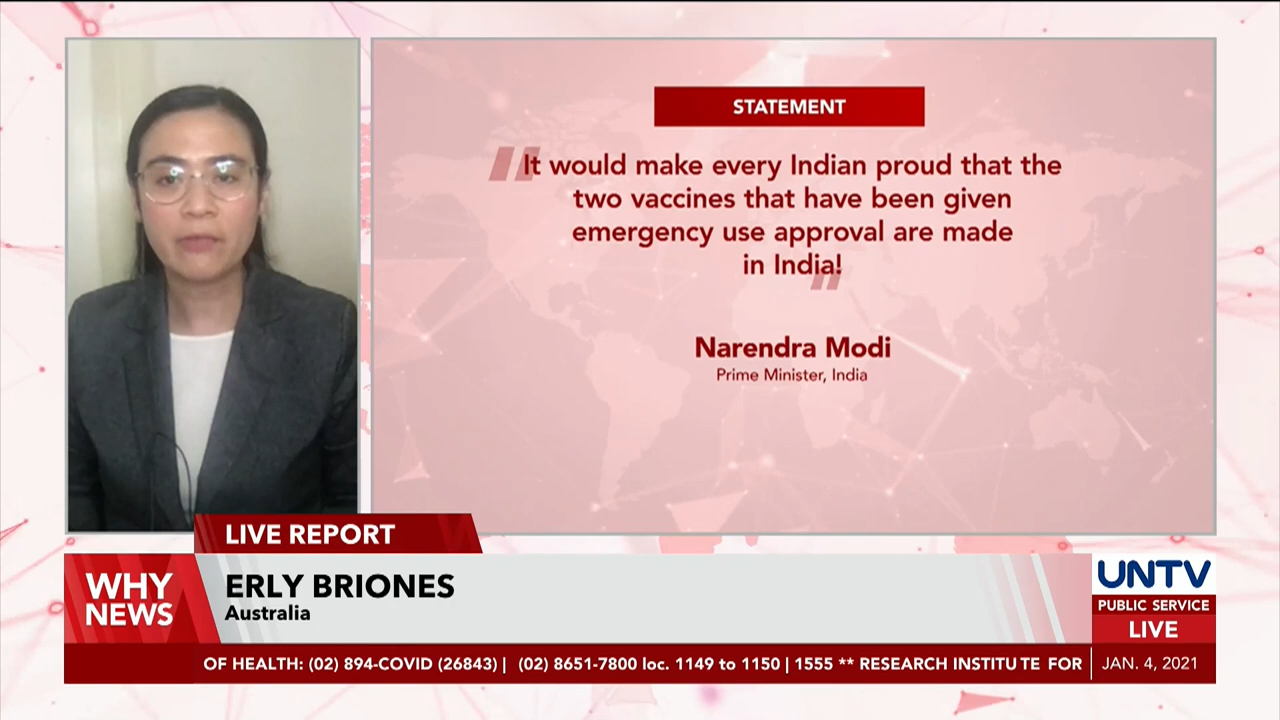 STATEMENT
It would make every Indian proud that the
two vaccines that have been given
emergency use approval are made
in India!
Narendra Modi
Prime Minister, India
LIVE REPORT
WHY
NEWS
ERLY BRIONES
Australia
UNTV
PUBLIC SERVICE
LIVE
OF HEALTH: (02) 894-COVID (26843) | (02) 8651-7800 loc. 1149 to 1150 | 1555 ** RESEARCH INSTITUTE FOR
JAN. 4, 2021